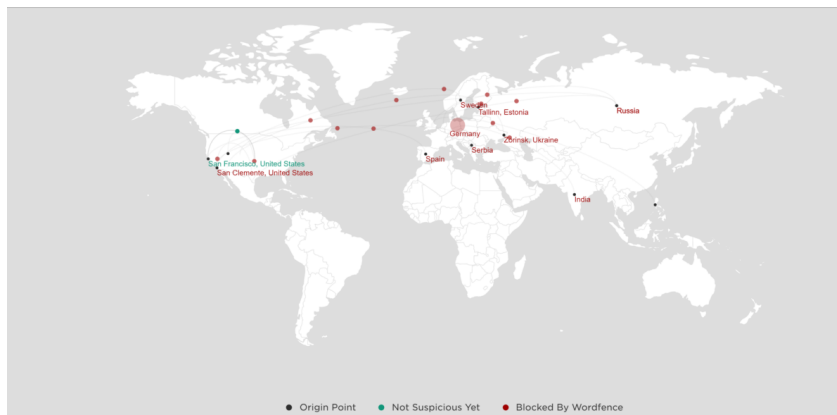 Sweden
Tallinn, Estonia
Russia
Germany
Zorinsk, Ukraine
Serbia
Spain
San Francisco, United States
San Clemente, United States
India
Origin Point
Not Suspicious Yet
Blocked By Wordfence